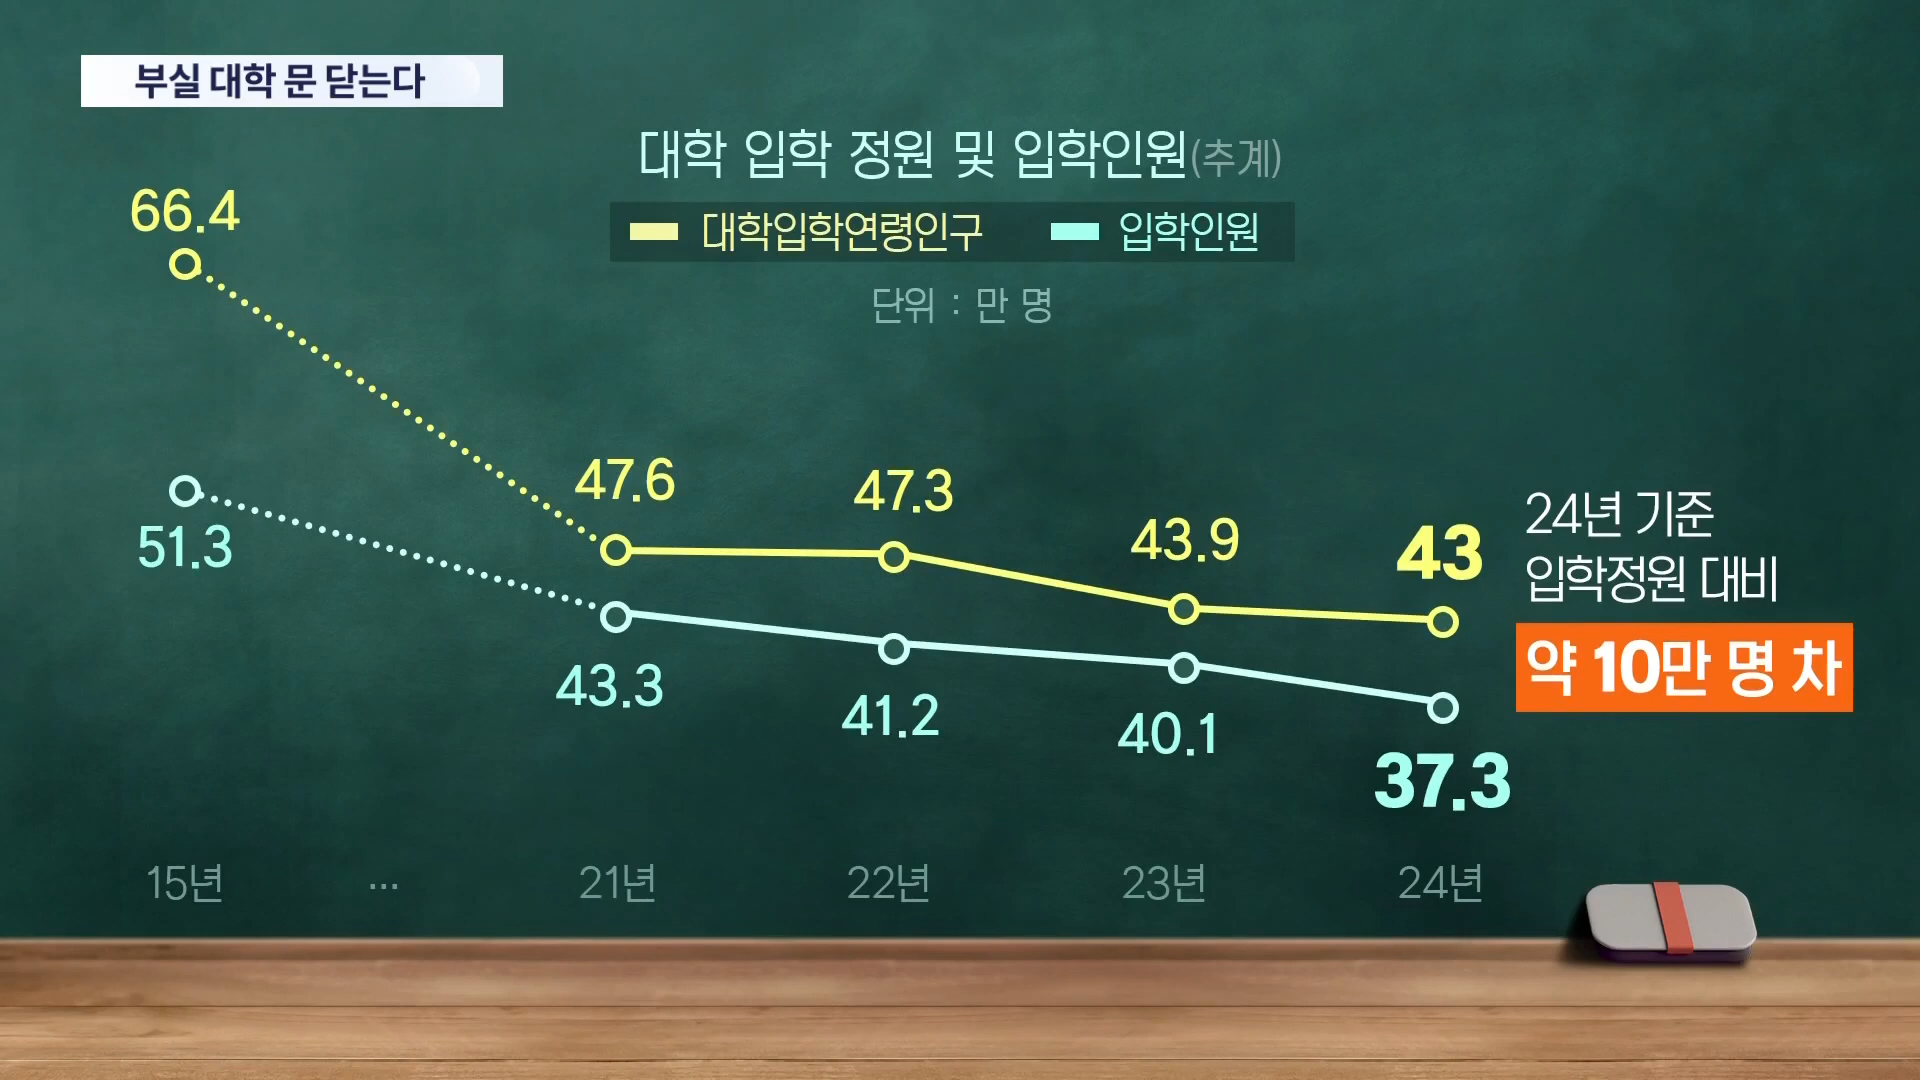 부실 대학 문 닫는다
대학 입학 정원 및 입학인원(추계)
대학입학연령인구 입학인원
단위 : 만 명
66.4
51.3
47.6
43.3
47.3
41.2
43.9
40.1
43
37.3
24년 기준
입학정원 대비
약 10만 명 차
15년 ... 21년 22년 23년 24년